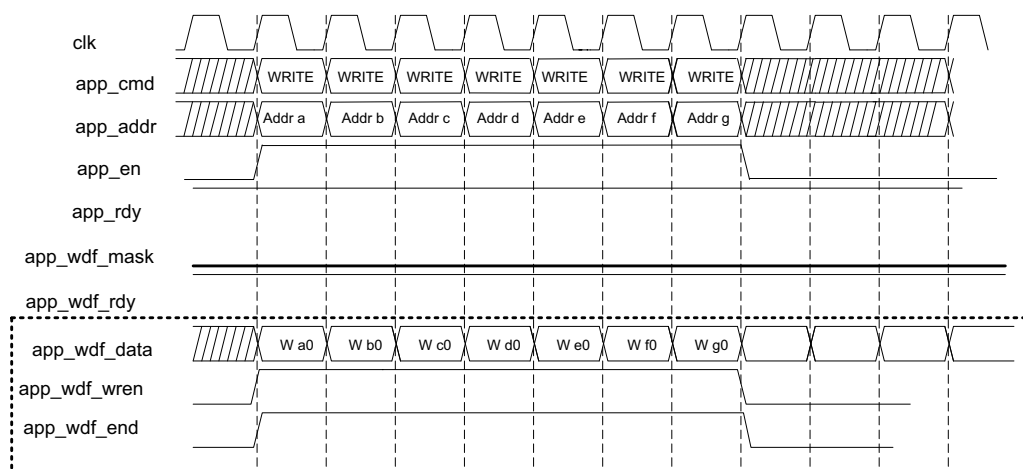 clk
app_cmd WRITE WRITE WRITE WRITE WRITE WRITE WRITE
app_addr Addr a Addr b Addr c Addr d Addr e Addr f Addr g
app_en
app_rdy
app_wdf_mask
app_wdf_rdy
app_wdf_data W a0 W b0 W c0 W d0 W e0 W f0 W g0
app_wdf_wren
app_wdf_end